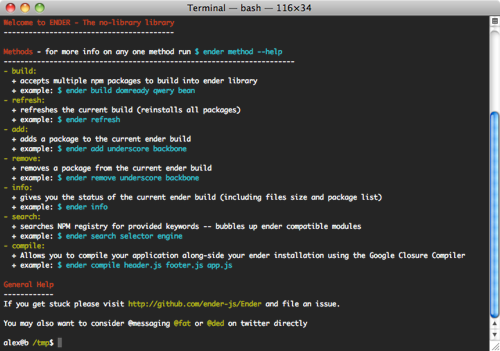 Terminal — bash — 116×34
Welcome to ENDER - The no-library library
-----------------------------------------
Methods - for more info on any one method run $ ender method --help
----------------------------------------------------------------------
- build:
+ accepts multiple npm packages to build into ender library
+ example: $ ender build domready qwery bean
- refresh:
+ refreshes the current build (reinstalls all packages)
+ example: $ ender refresh
- add:
+ adds a package to the current ender build
+ example: $ ender add underscore backbone
- remove:
+ removes a package from the current ender build
+ example: $ ender remove underscore backbone
- info:
+ gives you the status of the current ender build (including files size and package list)
+ example: $ ender info
- search:
+ searches NPM registry for provided keywords -- bubbles up ender compatible modules
+ example: $ ender search selector engine
- compile:
+ Allows you to compile your application along-side your ender installation using the Google Closure Compiler
+ example: $ ender compile header.js footer.js app.js
General Help
------------
If you get stuck please visit http://github.com/ender-js/Ender and file an issue.
You may also want to consider @messaging @fat or @ded on twitter directly
alex@b /tmp$